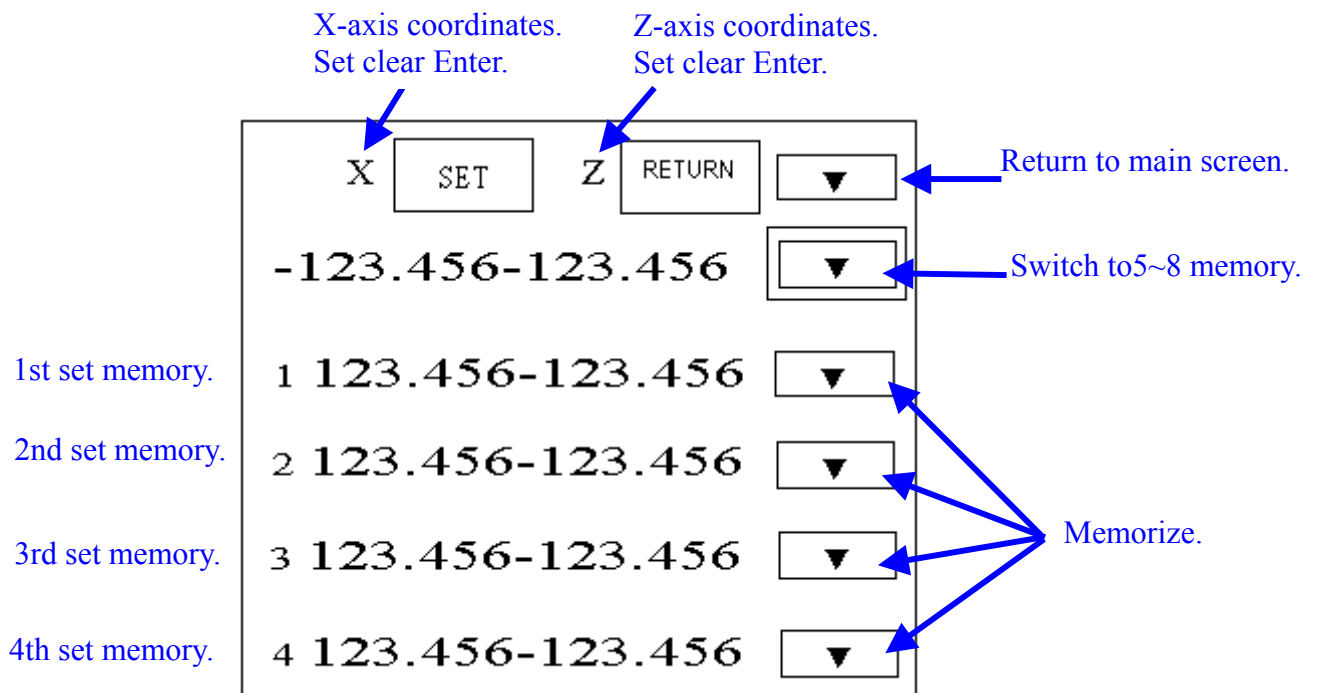 X-axis coordinates.
Set clear Enter.
Z-axis coordinates.
Set clear Enter.
X SET Z RETURN ▼
Return to main screen.
-123.456-123.456 ▼
Switch to5~8 memory.
1st set memory.
1 123.456-123.456 ▼
2nd set memory.
2 123.456-123.456 ▼
3rd set memory.
3 123.456-123.456 ▼
Memorize.
4th set memory.
4 123.456-123.456 ▼